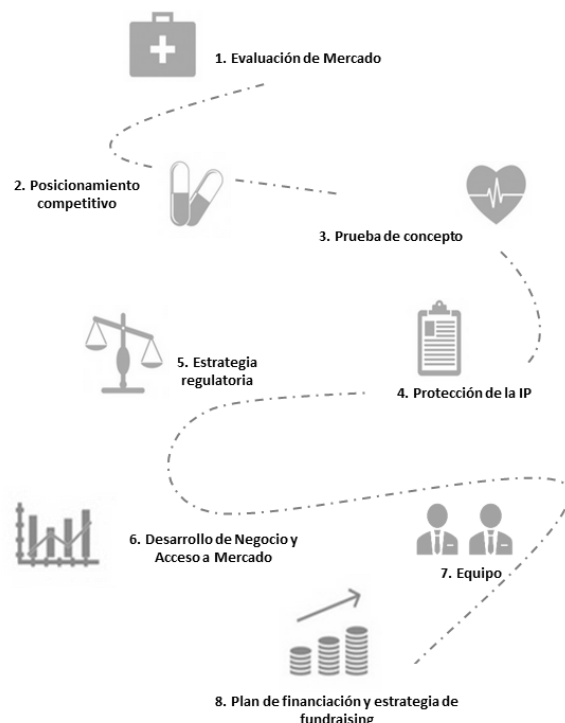 1. Evaluación de Mercado
2. Posicionamiento
competitivo
3. Prueba de concepto
4. Protección de la IP
5. Estrategia
regulatoria
6. Desarrollo de Negocio y
Acceso a Mercado
7. Equipo
8. Plan de financiación y estrategia de
fundraising